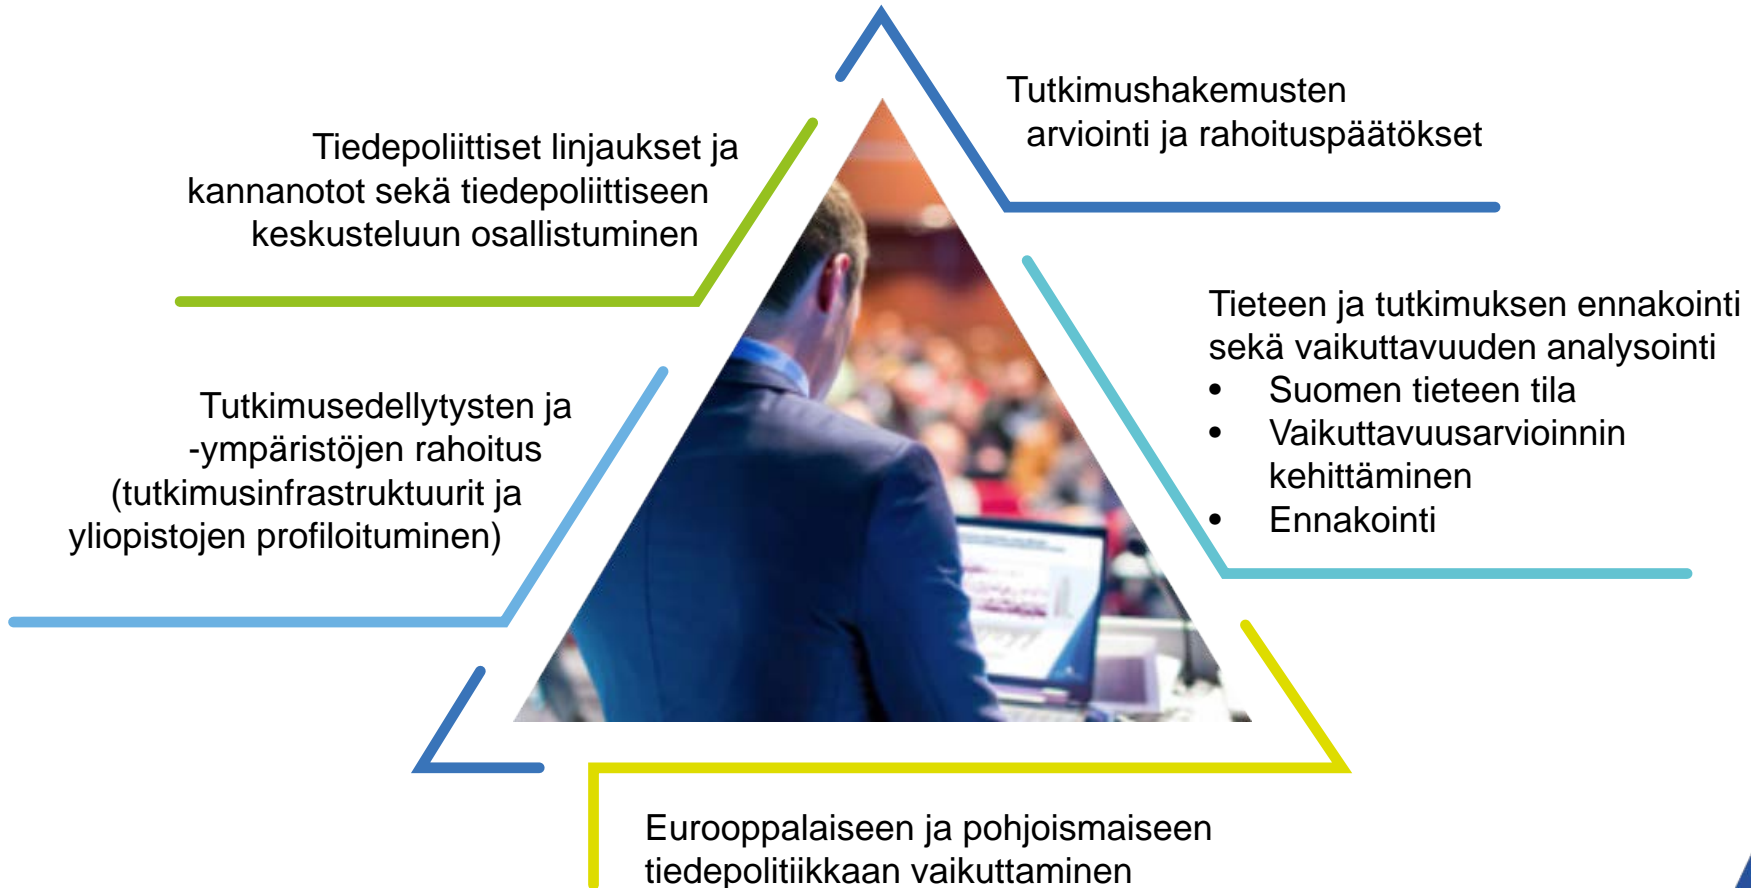 Tutkimushakemusten
arviointi ja rahoituspäätökset
Tiedepoliittiset linjaukset ja
kannanotot sekä tiedepoliittiseen
keskusteluun osallistuminen
Tieteen ja tutkimuksen ennakointi
sekä vaikuttavuuden analysointi
• Suomen tieteen tila
• Vaikuttavuusarvioinnin
kehittäminen
• Ennakointi
Tutkimusedellytysten ja
-ympäristöjen rahoitus
(tutkimusinfrastruktuurit ja
yliopistojen profiloituminen)
Eurooppalaiseen ja pohjoismaiseen
tiedepolitiikkaan vaikuttaminen